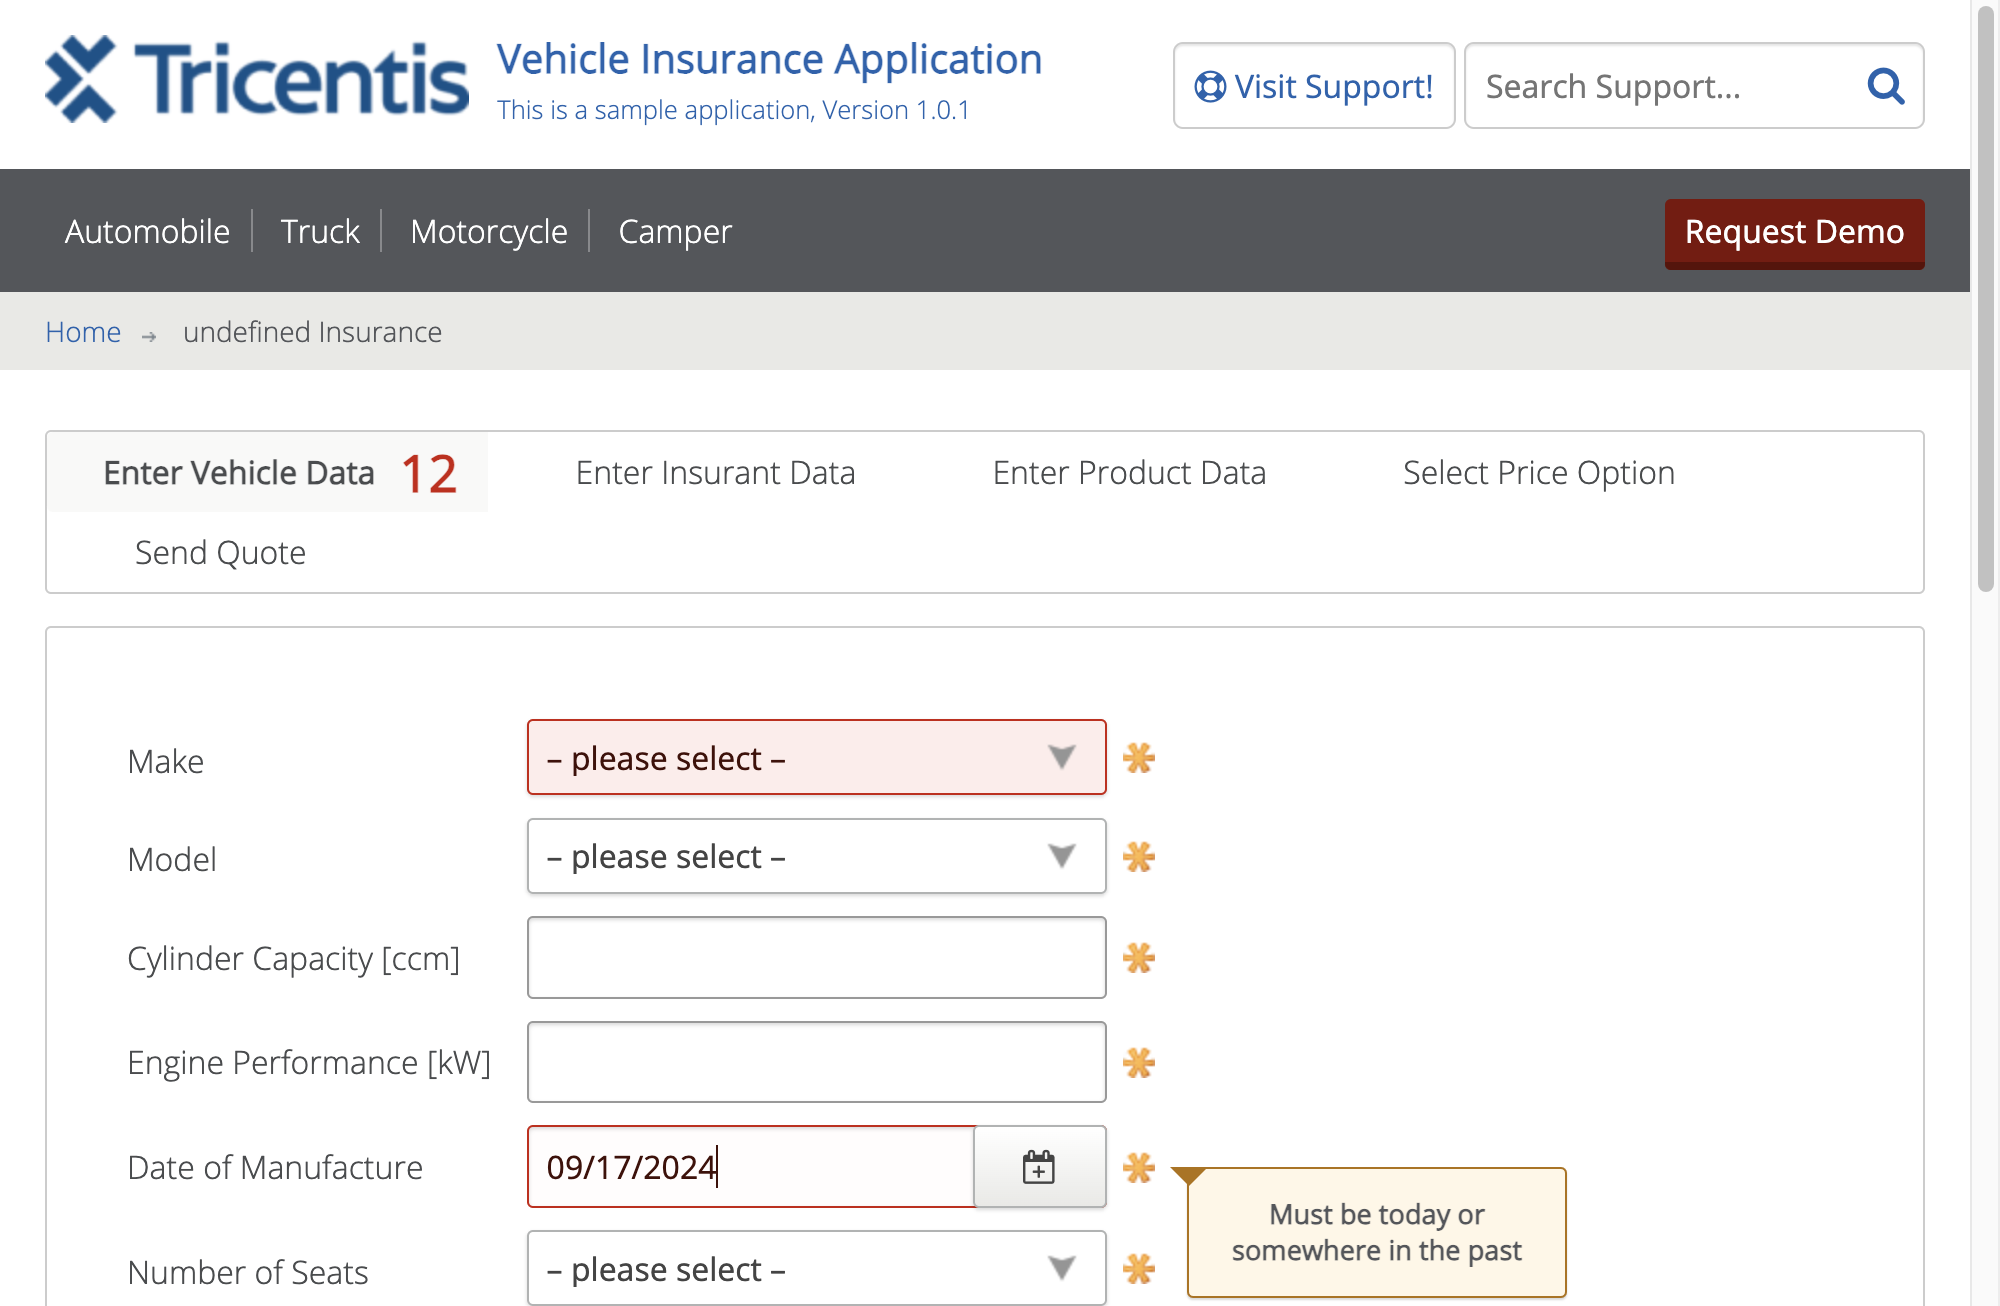 Tricentis
Vehicle Insurance Application
This is a sample application, Version 1.0.1
Visit Support!
Search Support...
Automobile
Truck
Motorcycle
Camper
Request Demo
Home → undefined Insurance
Enter Vehicle Data 12
Enter Insurant Data
Enter Product Data
Select Price Option
Send Quote
Make
– please select –
Model
– please select –
Cylinder Capacity [ccm]
Engine Performance [kW]
Date of Manufacture
09/17/2024
Must be today or
somewhere in the past
Number of Seats
– please select –